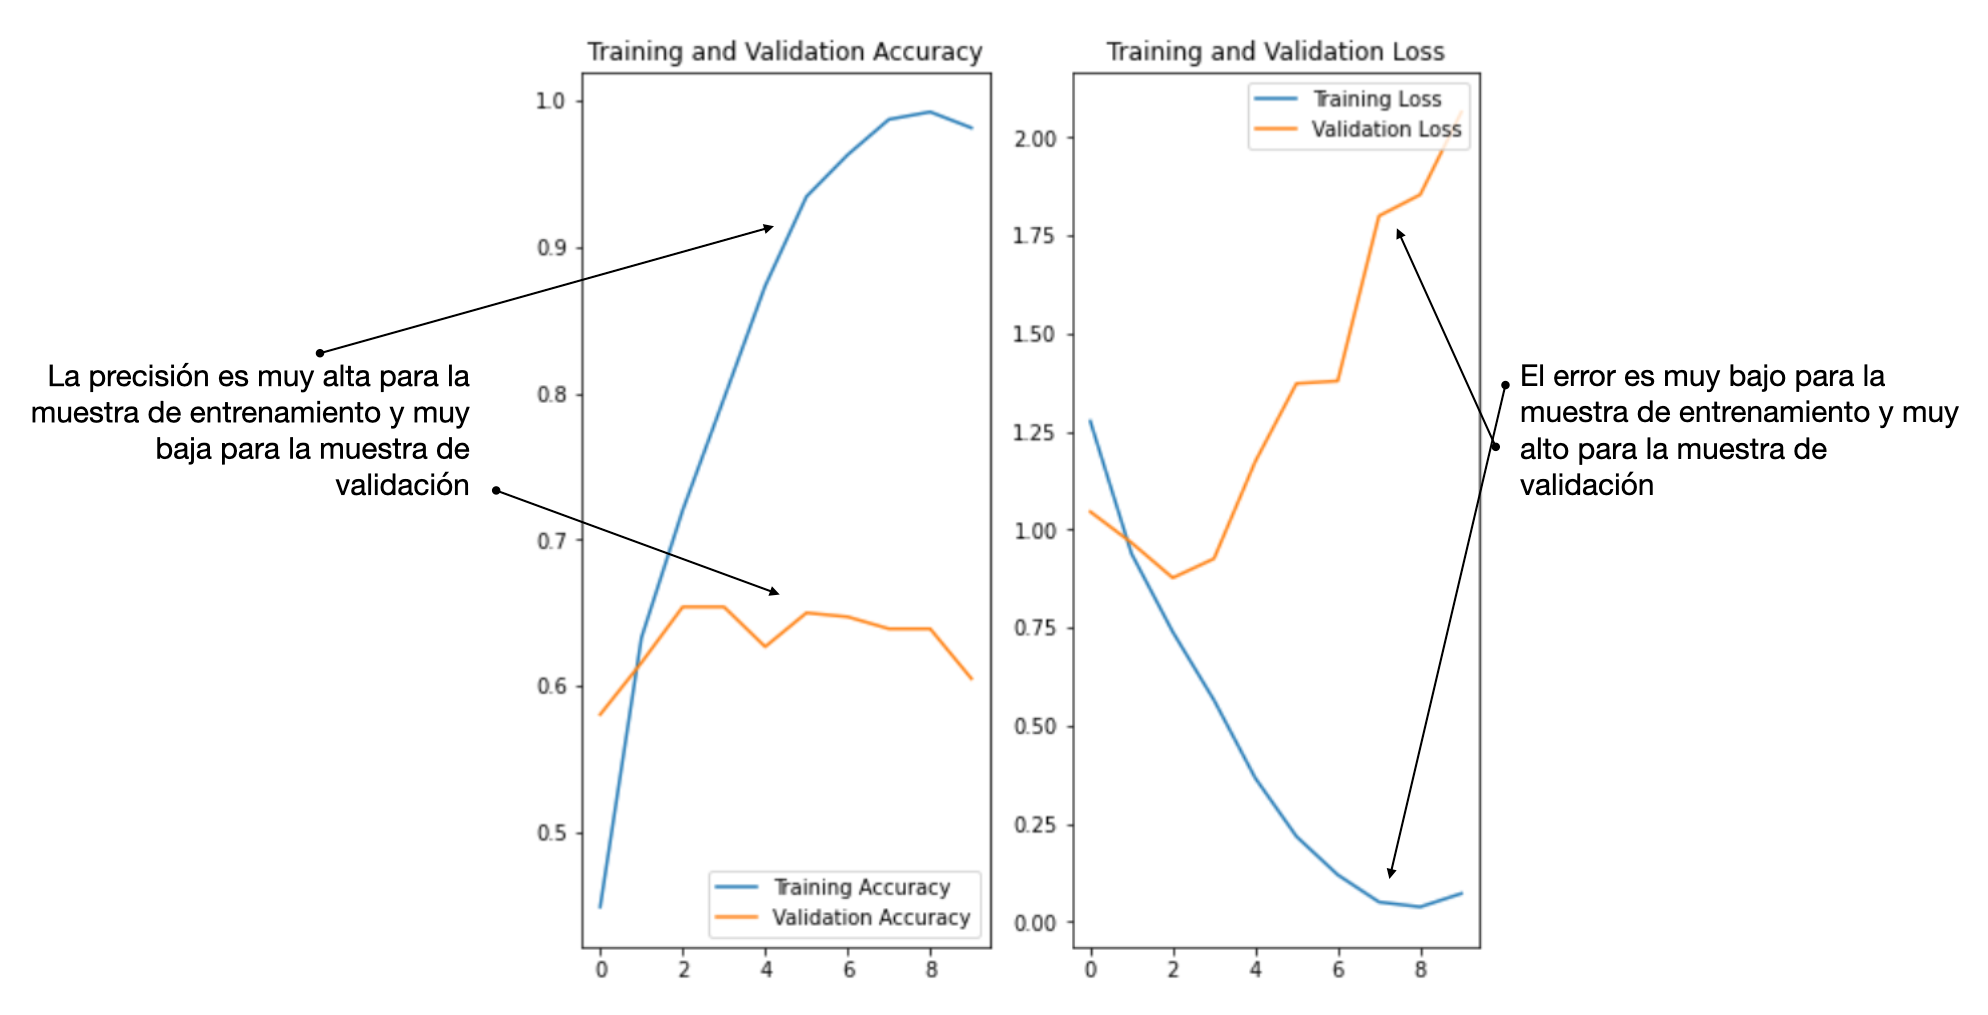 Training and Validation Accuracy
1.0
0.9
0.8
0.7
0.6
0.5
0 2 4 6 8
Training Accuracy
Validation Accuracy
La precisión es muy alta para la
muestra de entrenamiento y muy
baja para la muestra de
validación
Training and Validation Loss
Training Loss
Validation Loss
2.00
1.75
1.50
1.25
1.00
0.75
0.50
0.25
0.00
0 2 4 6 8
El error es muy bajo para la
muestra de entrenamiento y muy
alto para la muestra de
validación